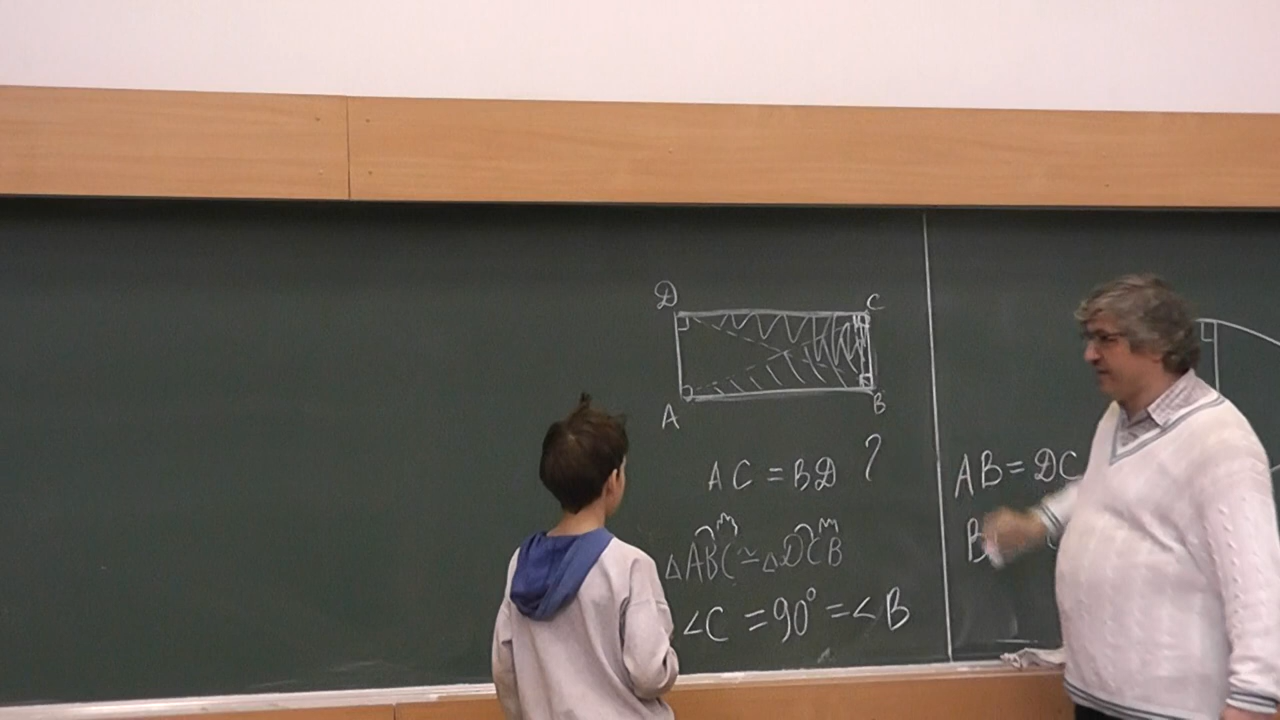 D C
A B
AC = BD ?
△ABC ≃ △DCB
∠C = 90° = ∠B
AB = DC
B